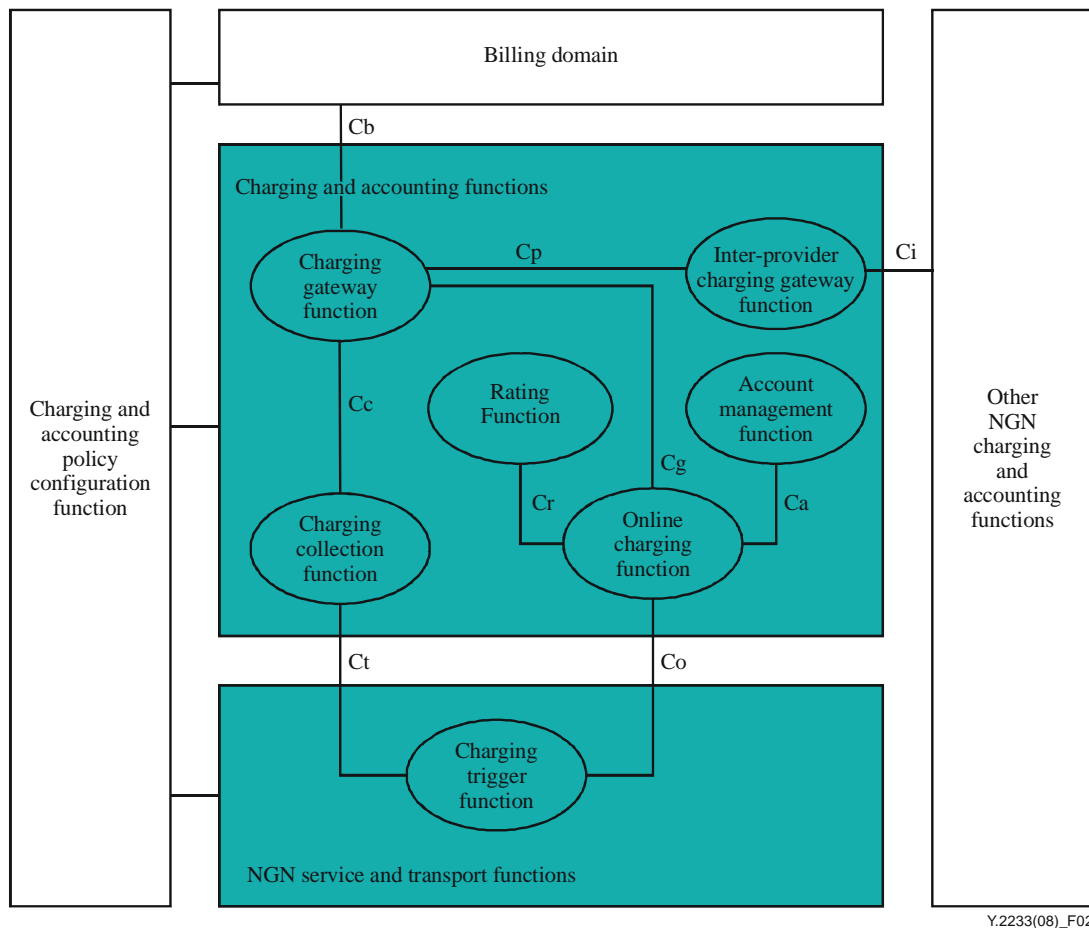 Billing domain
Cb
Charging and accounting functions
Charging
gateway
function
Cp
Inter-provider
charging gateway
function
Ci
Cc
Rating
Function
Account
management
function
Charging and
accounting
policy
configuration
function
Other
NGN
charging
and
accounting
functions
Cg
Cr
Ca
Charging
collection
function
Online
charging
function
Ct
Co
Charging
trigger
function
NGN service and transport functions
Y.2233(08)_F02